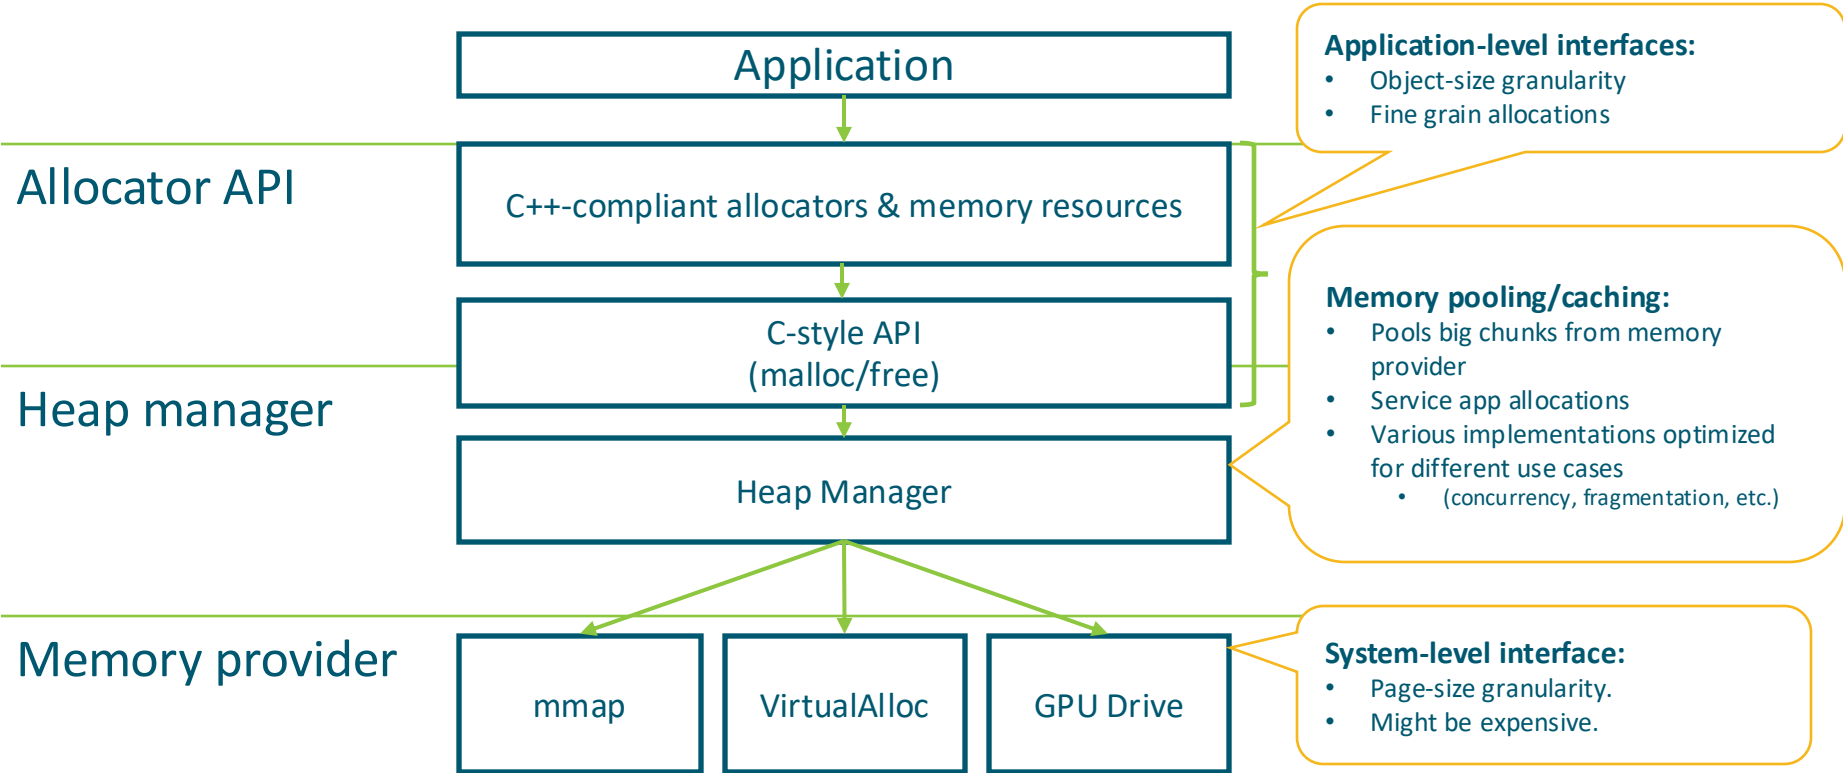 Application
Allocator API
C++-compliant allocators & memory resources
C-style API
(malloc/free)
Heap manager
Heap Manager
Memory provider
mmap
VirtualAlloc
GPU Drive
Application-level interfaces:
• Object-size granularity
• Fine grain allocations
Memory pooling/caching:
• Pools big chunks from memory
provider
• Service app allocations
• Various implementations optimized
for different use cases
• (concurrency, fragmentation, etc.)
System-level interface:
• Page-size granularity.
• Might be expensive.